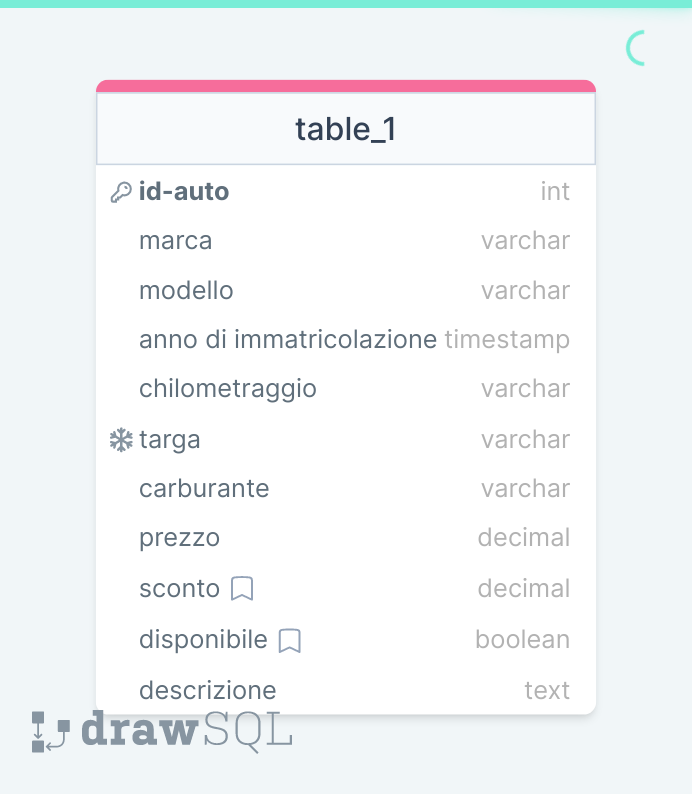 table_1
id-auto int
marca varchar
modello varchar
anno di immatricolazione timestamp
chilometraggio varchar
targa varchar
carburante varchar
prezzo decimal
sconto decimal
disponibile boolean
descrizione text
drawSQL